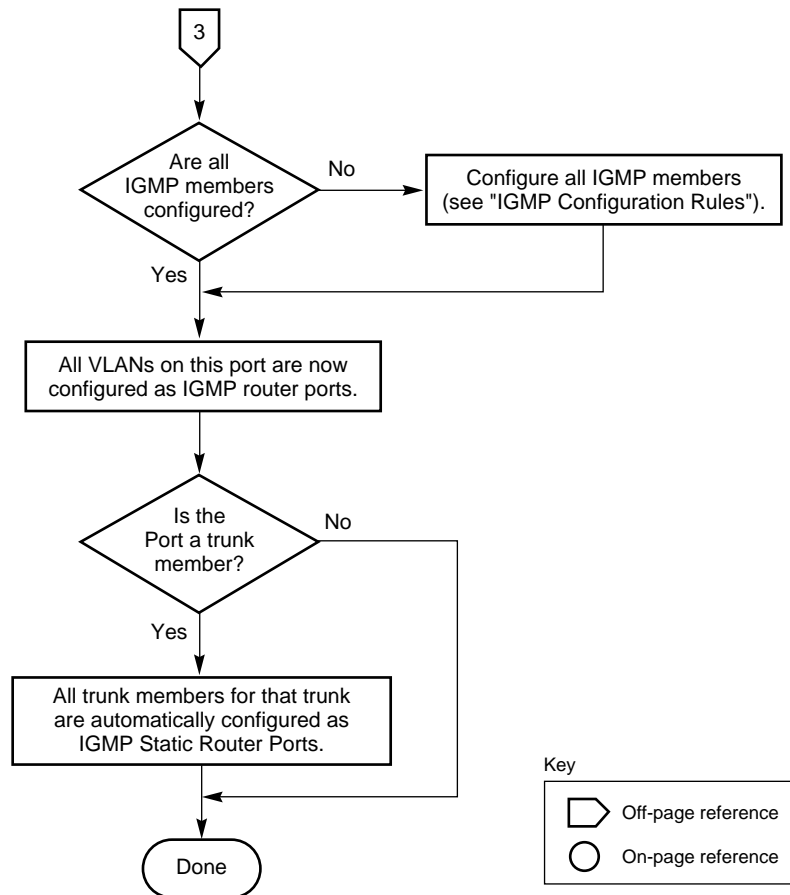 3
Are all
IGMP members
configured?
No
Configure all IGMP members
(see "IGMP Configuration Rules").
Yes
All VLANs on this port are now
configured as IGMP router ports.
Is the
Port a trunk
member?
No
Yes
All trunk members for that trunk
are automatically configured as
IGMP Static Router Ports.
Done
Key
Off-page reference
On-page reference